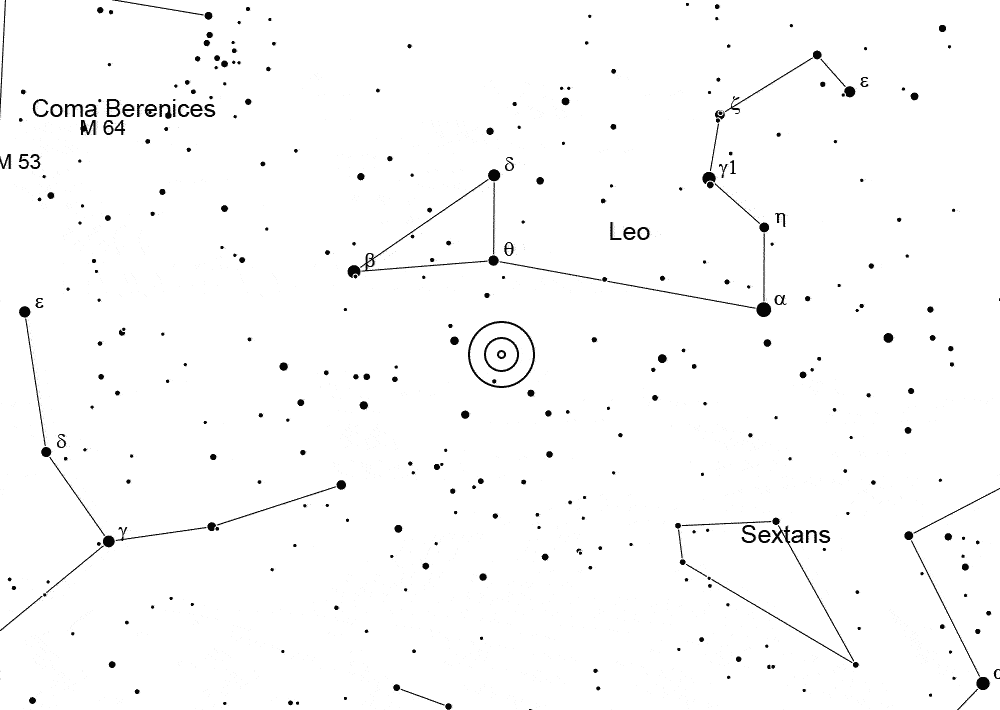 ε
Coma Berenices
ζ
M 64
M 53
δ
γ1
η
Leo
θ
β
α
ε
δ
γ
Sextans
α